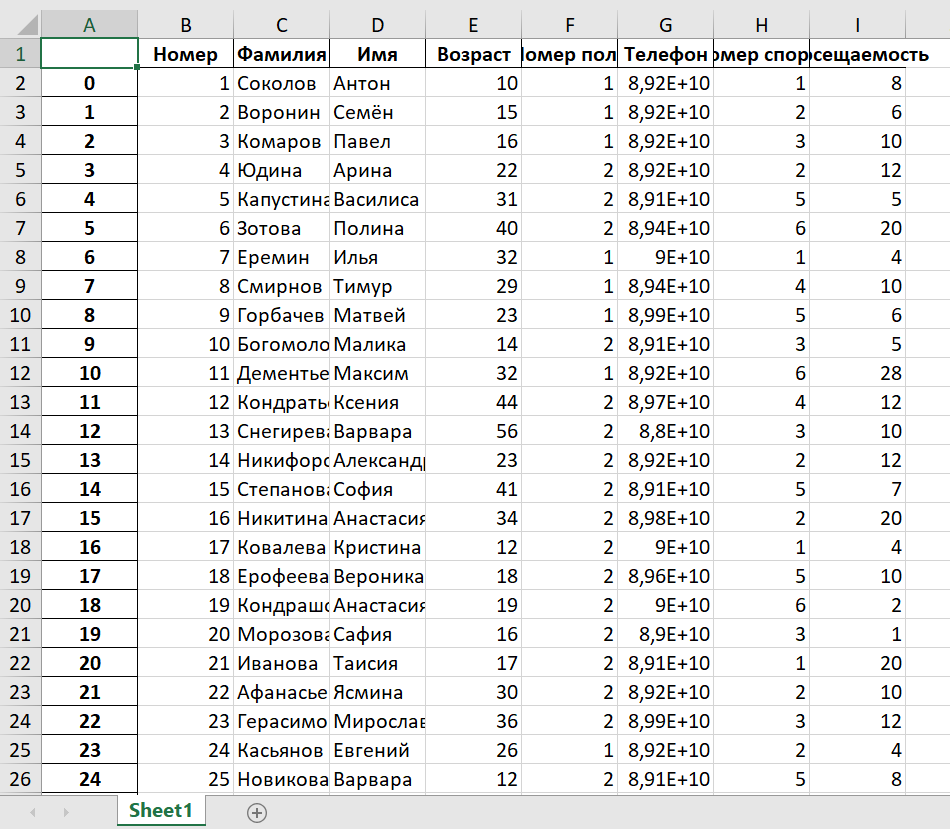 A B C D E F G H I
1 Номер Фамилия Имя Возраст Номер пол Телефон омер спор осещаемость
2 0 1 Соколов Антон 10 1 8,92E+10 1 8
3 1 2 Воронин Семён 15 1 8,92E+10 2 6
4 2 3 Комаров Павел 16 1 8,92E+10 3 10
5 3 4 Юдина Арина 22 2 8,92E+10 2 12
6 4 5 Капустина Василиса 31 2 8,91E+10 5 5
7 5 6 Зотова Полина 40 2 8,94E+10 6 20
8 6 7 Еремин Илья 32 1 9E+10 1 4
9 7 8 Смирнов Тимур 29 1 8,94E+10 4 10
10 8 9 Горбачев Матвей 23 1 8,99E+10 5 6
11 9 10 Богомоло Малика 14 2 8,91E+10 3 5
12 10 11 Дементье Максим 32 1 8,92E+10 6 28
13 11 12 Кондрать Ксения 44 2 8,97E+10 4 12
14 12 13 Снегирева Варвара 56 2 8,8E+10 3 10
15 13 14 Никифоро Александр 23 2 8,92E+10 2 12
16 14 15 Степанова София 41 2 8,91E+10 5 7
17 15 16 Никитина Анастасия 34 2 8,98E+10 2 20
18 16 17 Ковалева Кристина 12 2 9E+10 1 4
19 17 18 Ерофеева Вероника 18 2 8,96E+10 5 10
20 18 19 Кондрашо Анастасия 19 2 9E+10 6 2
21 19 20 Морозова Сафия 16 2 8,9E+10 3 1
22 20 21 Иванова Таисия 17 2 8,91E+10 1 20
23 21 22 Афанасье Ясмина 30 2 8,92E+10 2 10
24 22 23 Герасимо Мирослав 36 2 8,99E+10 3 12
25 23 24 Касьянов Евгений 26 1 8,92E+10 2 4
26 24 25 Новикова Варвара 12 2 8,91E+10 5 8
Sheet1